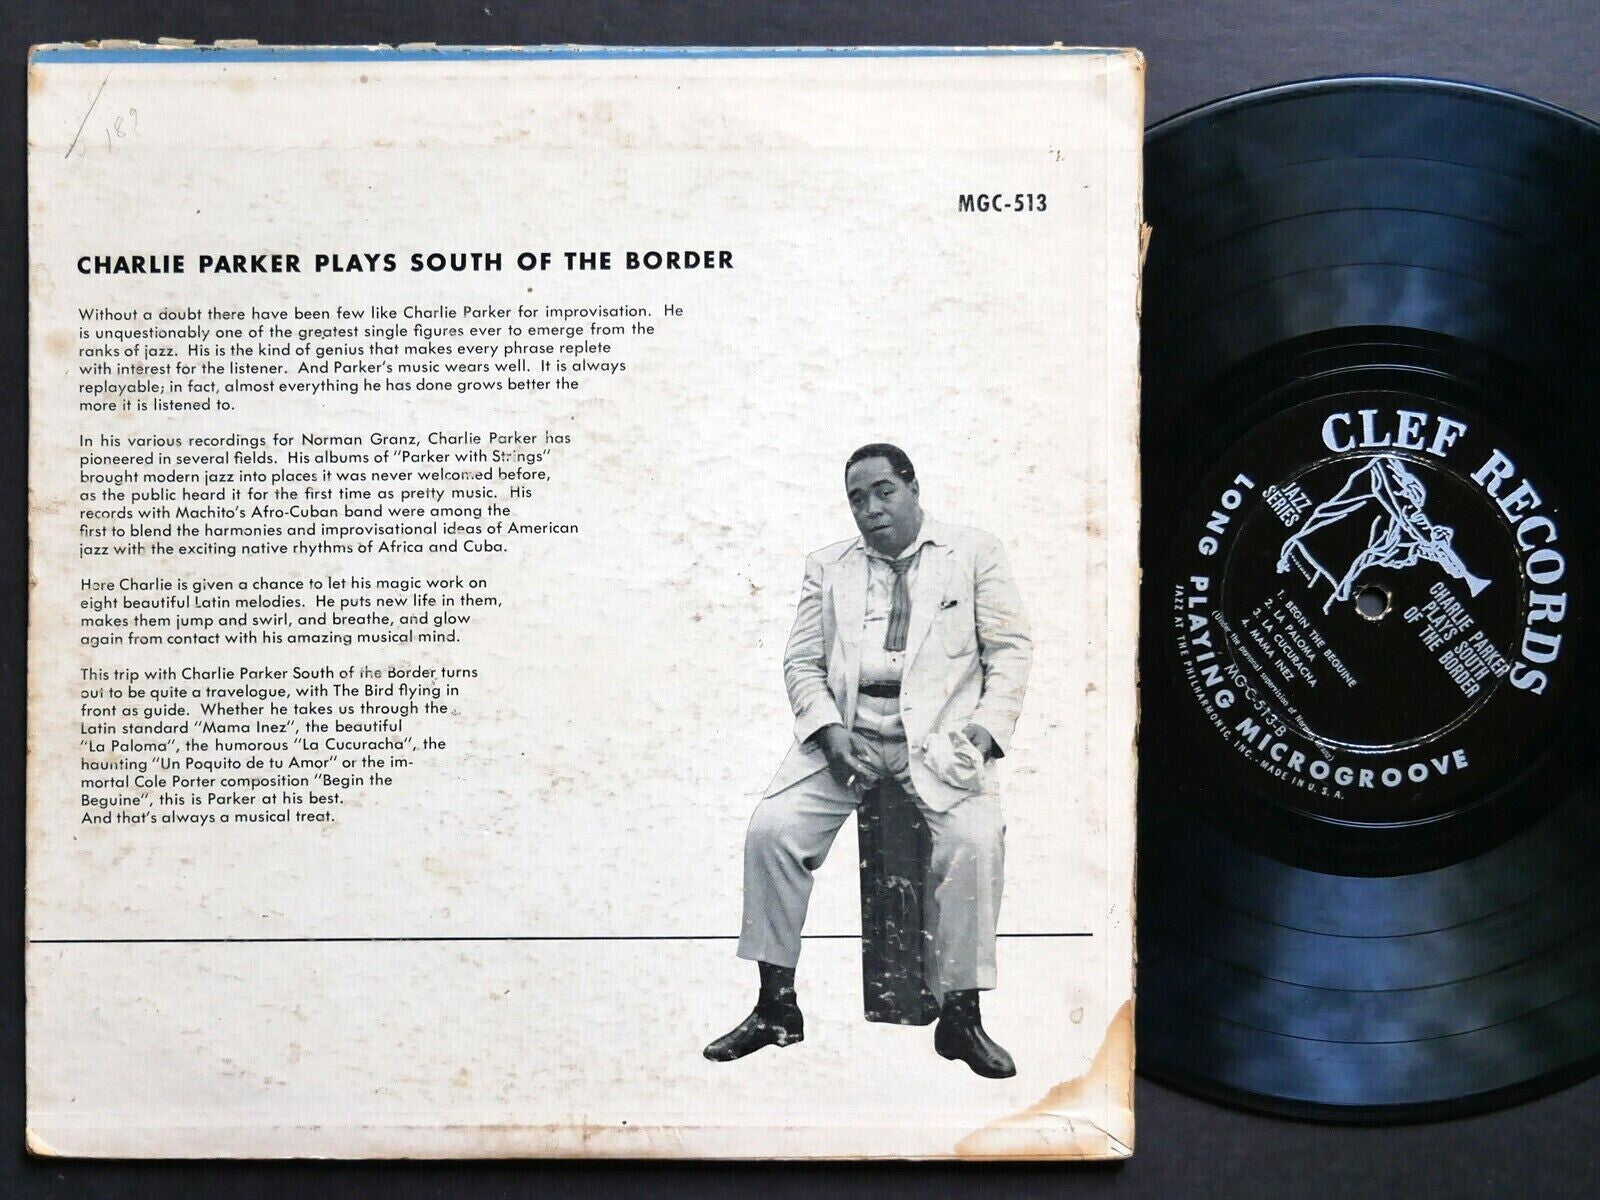 182
MGC-513
CHARLIE PARKER PLAYS SOUTH OF THE BORDER
Without a doubt there have been few like Charlie Parker for improvisation. He
is unquestionably one of the greatest single figures ever to emerge from the
ranks of jazz. His is the kind of genius that makes every phrase replete
with interest for the listener. And Parker's music wears well. It is always
replayable; in fact, almost everything he has done grows better the
more it is listened to.
In his various recordings for Norman Granz, Charlie Parker has
pioneered in several fields. His albums of "Parker with Strings"
brought modern jazz into places it was never welcomed before,
as the public heard it for the first time as pretty music. His
records with Machito's Afro-Cuban band were among the
first to blend the harmonies and improvisational ideas of American
jazz with the exciting native rhythms of Africa and Cuba.
Here Charlie is given a chance to let his magic work on
eight beautiful Latin melodies. He puts new life in them,
makes them jump and swirl, and breathe, and glow
again from contact with his amazing musical mind.
This trip with Charlie Parker South of the Border turns
out to be quite a travelogue, with The Bird flying in
front as guide. Whether he takes us through the
Latin standard "Mama Inez", the beautiful
"La Paloma", the humorous "La Cucuracha", the
haunting "Un Poquito de tu Amor" or the im-
mortal Cole Porter composition "Begin the
Beguine", this is Parker at his best.
And that's always a musical treat.
CLEF RECORDS
JAZZ
SERIES
CHARLIE PARKER
PLAYS SOUTH
OF THE BORDER
1. BEGIN THE BEGUINE
2. LA PALOMA
3. LA CUCURACHA
4. MAMA INEZ
(Under the personal supervision of Norman Granz)
MG-C-513-B
LONG PLAYING MICROGROOVE
JAZZ AT THE PHILHARMONIC, INC. - MADE IN U. S. A.